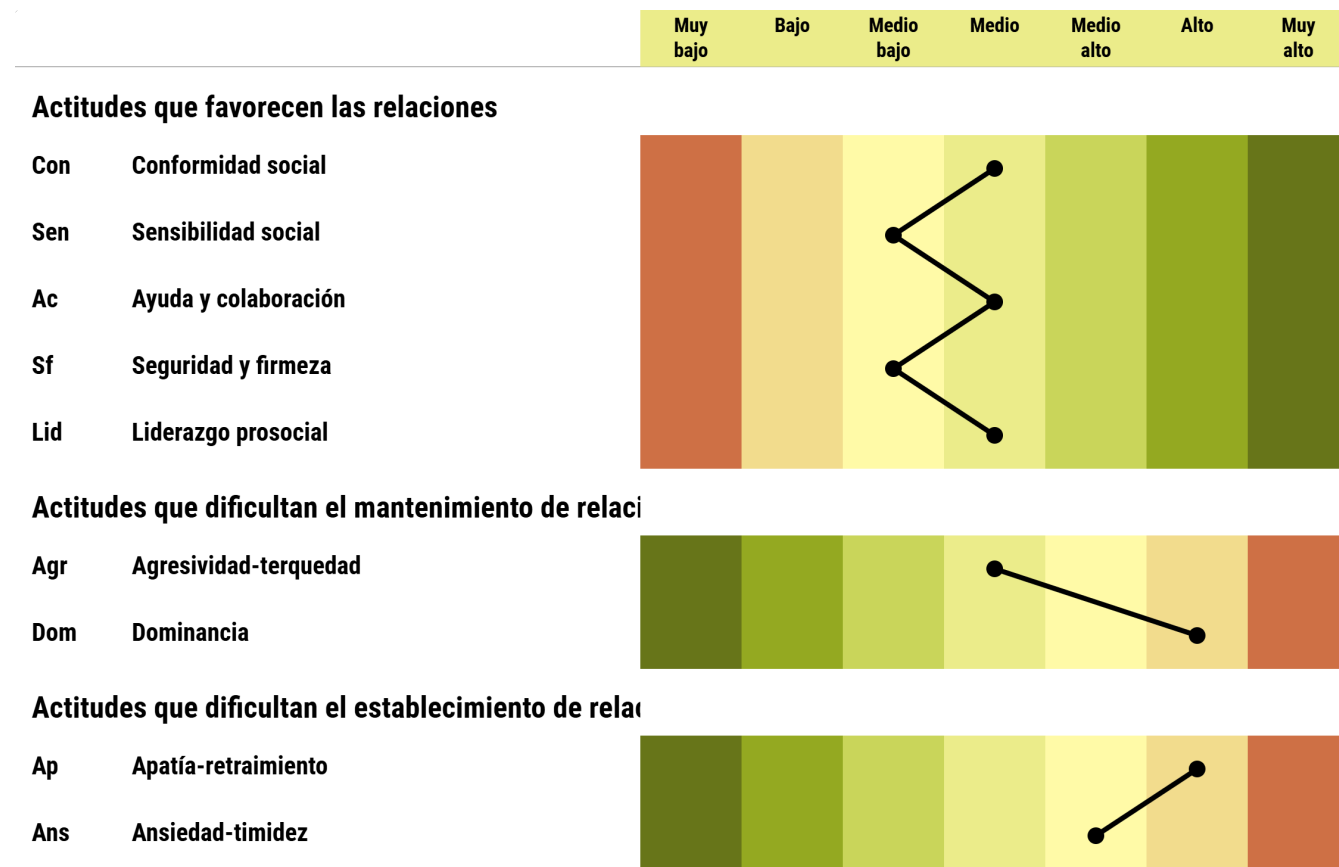 Muy bajo Bajo Medio bajo Medio Medio alto Alto Muy alto
Actitudes que favorecen las relaciones
Con Conformidad social
Sen Sensibilidad social
Ac Ayuda y colaboración
Sf Seguridad y firmeza
Lid Liderazgo prosocial
Actitudes que dificultan el mantenimiento de relaci
Agr Agresividad-terquedad
Dom Dominancia
Actitudes que dificultan el establecimiento de rela
Ap Apatía-retraimiento
Ans Ansiedad-timidez